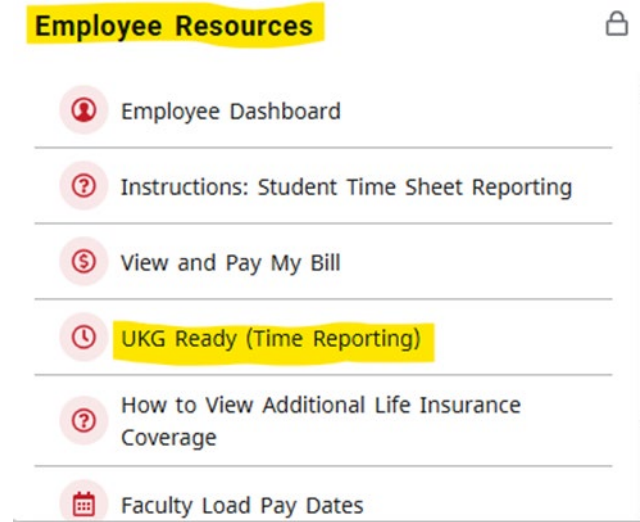 Employee Resources
Employee Dashboard
Instructions: Student Time Sheet Reporting
View and Pay My Bill
UKG Ready (Time Reporting)
How to View Additional Life Insurance
Coverage
Faculty Load Pay Dates